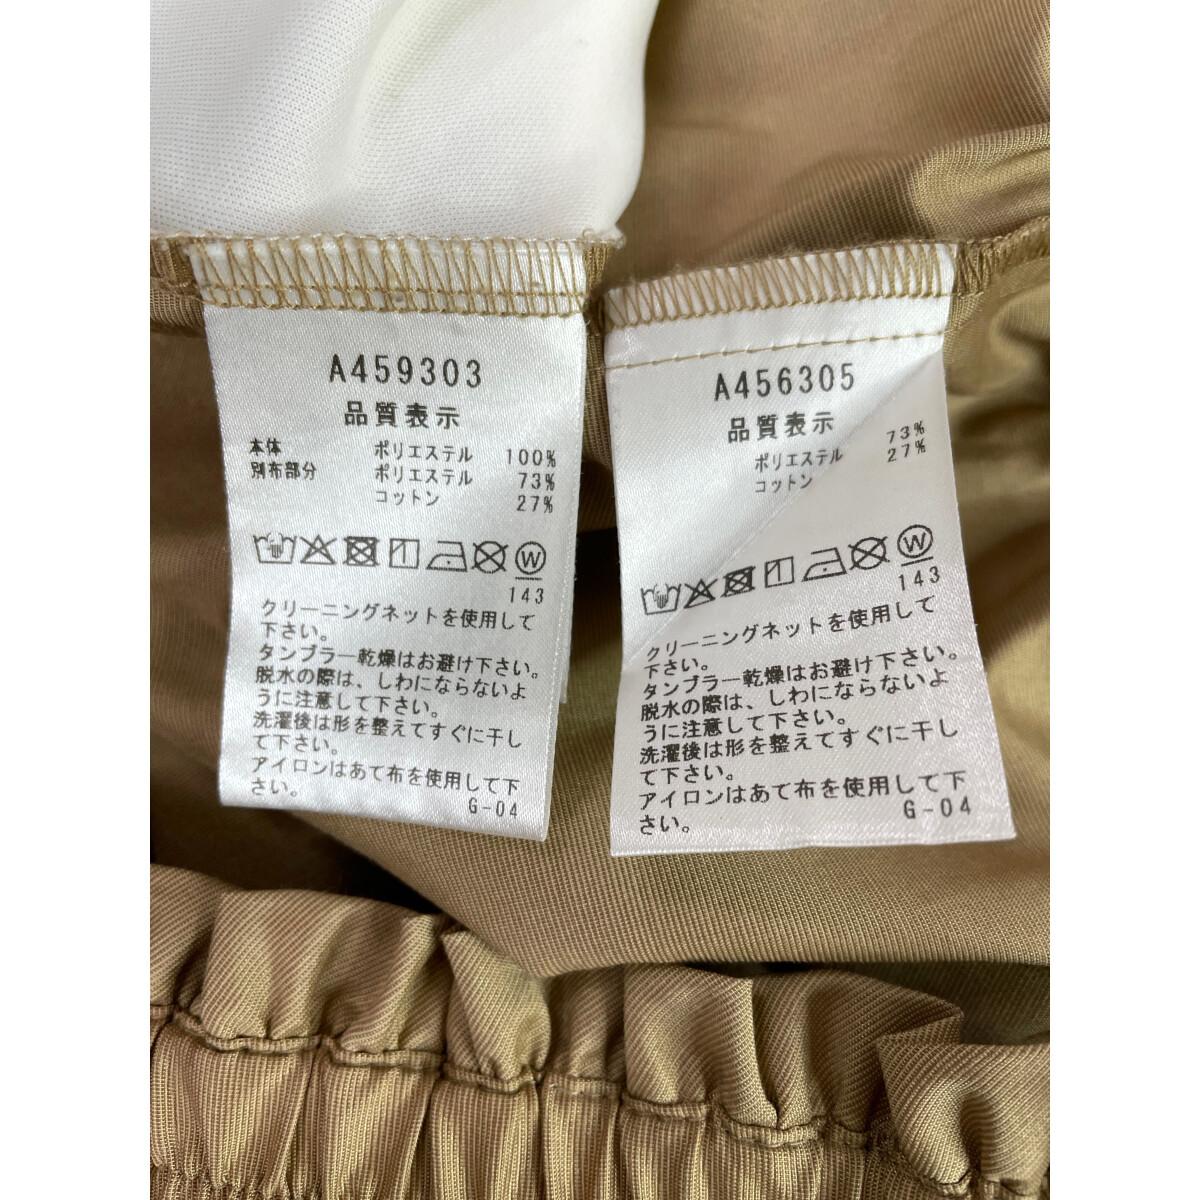 A459303
品質表示
本体 ポリエステル 100%
別布部分 ポリエステル 73%
コットン 27%
W
143
クリーニングネットを使用して
下さい。
タンブラー乾燥はお避け下さい。
脱水の際は、しわにならないよ
うに注意して下さい。
洗濯後は形を整えてすぐに干し
て下さい。
アイロンはあて布を使用して下
さい。
G-04
A456305
品質表示
ポリエステル 73%
コットン 27%
W
143
クリーニングネットを使用して
下さい。
タンブラー乾燥はお避け下さい。
脱水の際は、しわにならないよ
うに注意して下さい。
洗濯後は形を整えてすぐに干し
て下さい。
アイロンはあて布を使用して下
さい。
G-04